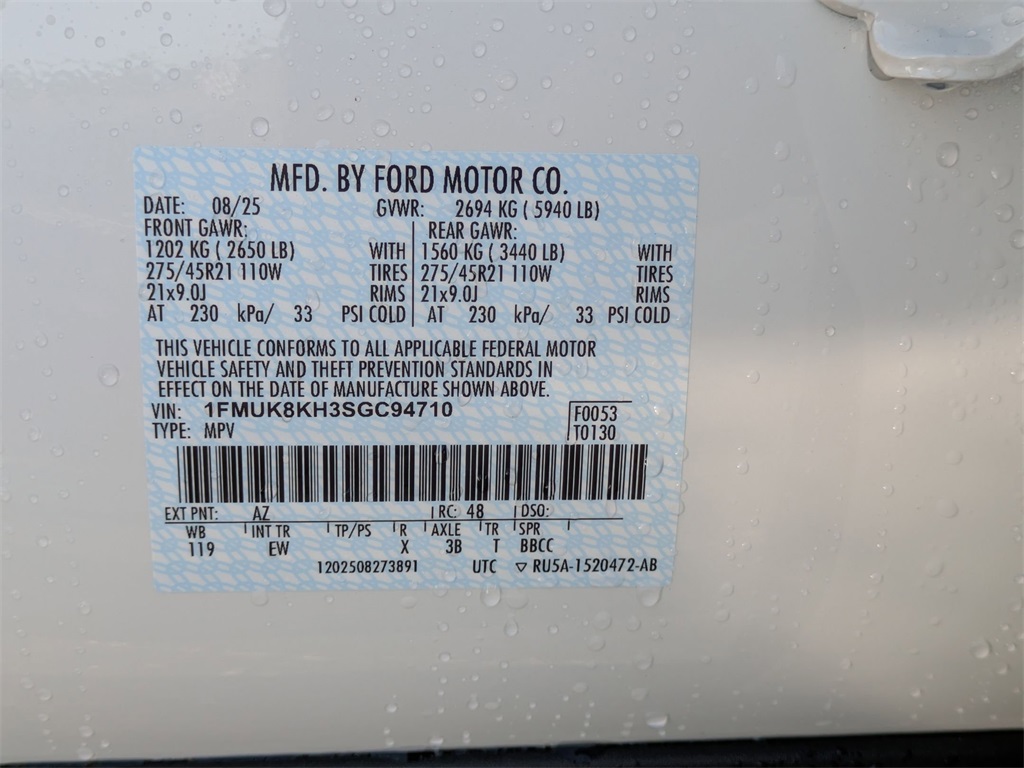 MFD. BY FORD MOTOR CO.
DATE: 08/25 GVWR: 2694 KG ( 5940 LB)
FRONT GAWR: REAR GAWR:
1202 KG ( 2650 LB) WITH 1560 KG ( 3440 LB) WITH
275/45R21 110W TIRES 275/45R21 110W TIRES
21x9.0J RIMS 21x9.0J RIMS
AT 230 kPa/ 33 PSI COLD AT 230 kPa/ 33 PSI COLD
THIS VEHICLE CONFORMS TO ALL APPLICABLE FEDERAL MOTOR
VEHICLE SAFETY AND THEFT PREVENTION STANDARDS IN
EFFECT ON THE DATE OF MANUFACTURE SHOWN ABOVE.
VIN: 1FMUK8KH3SGC94710 F0053
TYPE: MPV T0130
EXT PNT: AZ RC: 48 DSO:
WB INT TR TP/PS R AXLE TR SPR
119 EW X 3B T BBCC
1202508273891 UTC ▽ RU5A-1520472-AB